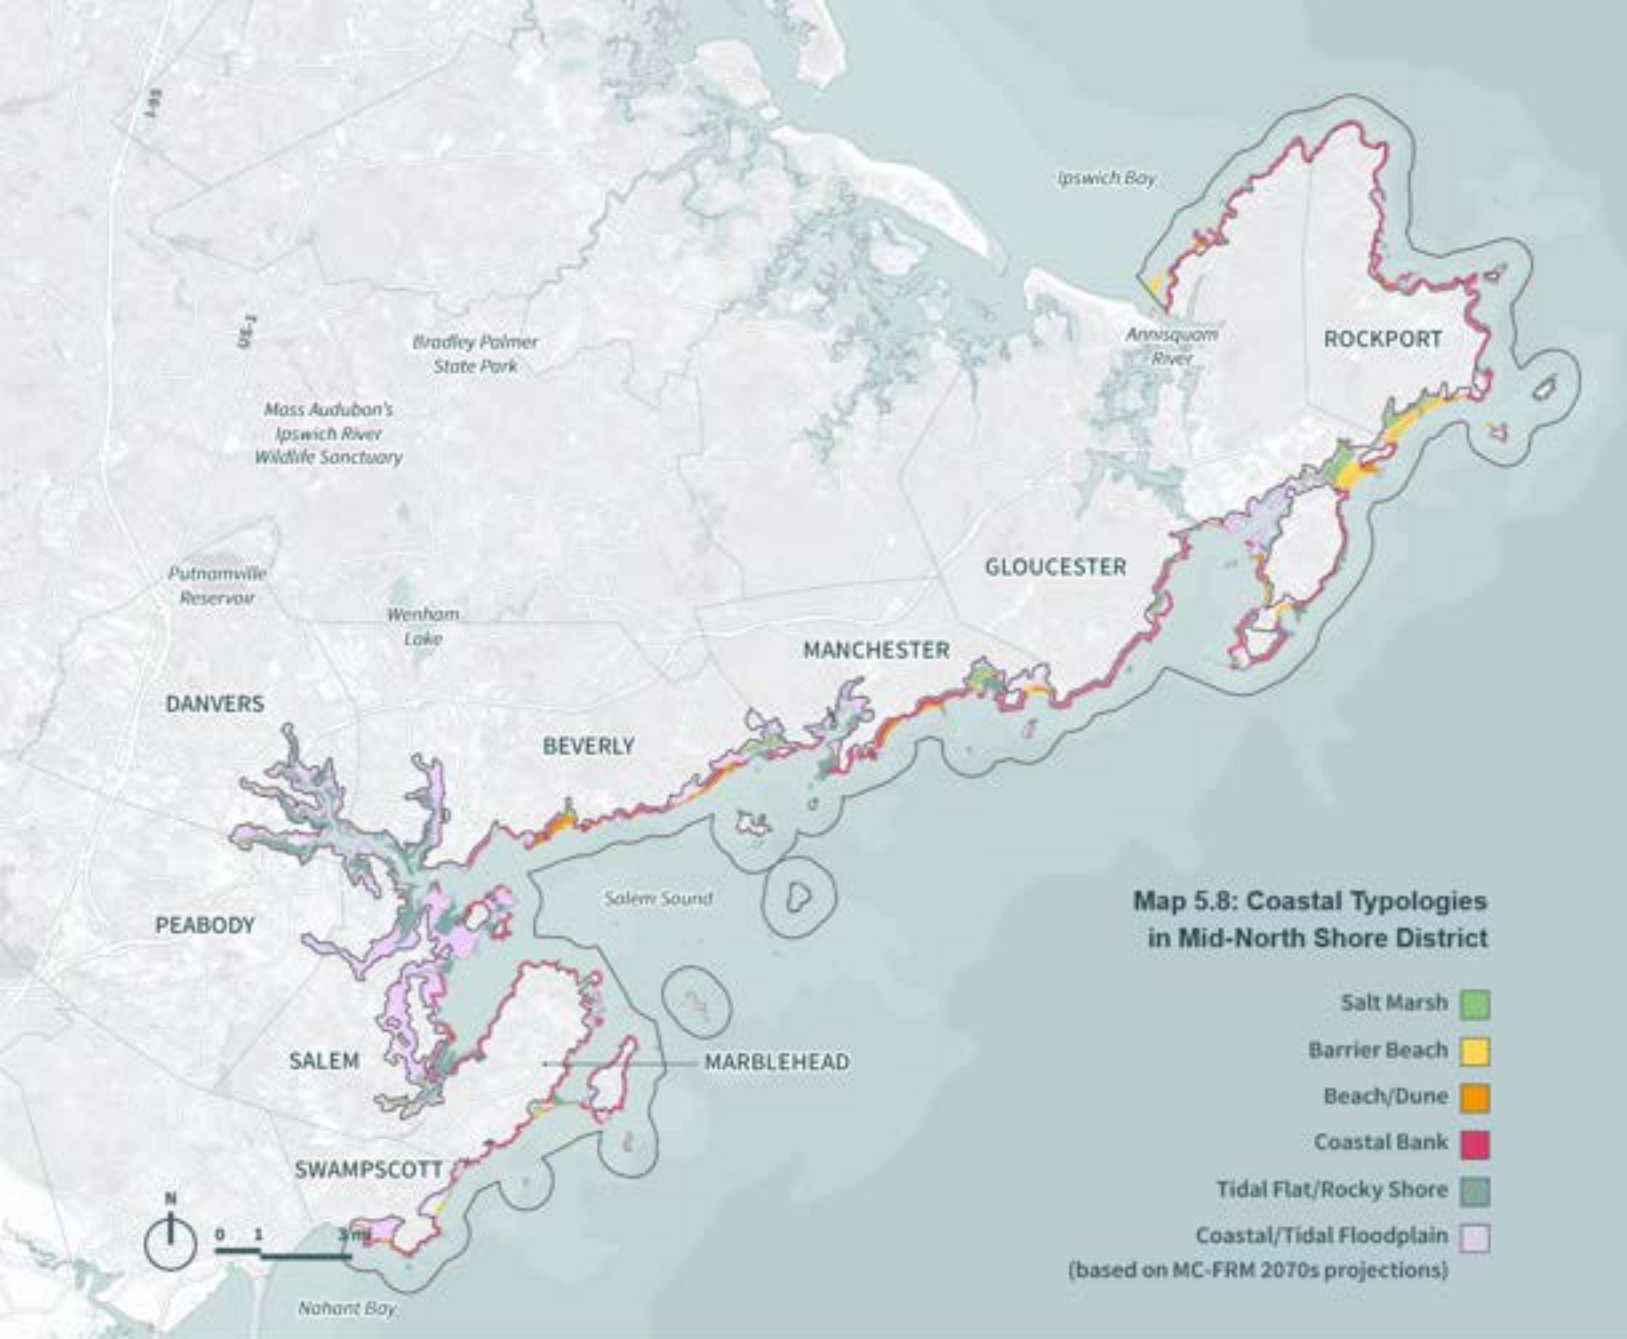 I-95
Ipswich Bay
US-1
Bradley Palmer
State Park
Annisquam
River
ROCKPORT
Mass Audubon's
Ipswich River
Wildlife Sanctuary
GLOUCESTER
Putnamville
Reservoir
Wenham
Lake
MANCHESTER
DANVERS
BEVERLY
Salem Sound
PEABODY
Map 5.8: Coastal Typologies
in Mid-North Shore District
Salt Marsh
SALEM
MARBLEHEAD
Barrier Beach
Beach/Dune
Coastal Bank
SWAMPSCOTT
Tidal Flat/Rocky Shore
N
0 1 3 mi
Coastal/Tidal Floodplain
(based on MC-FRM 2070s projections)
Nahant Bay